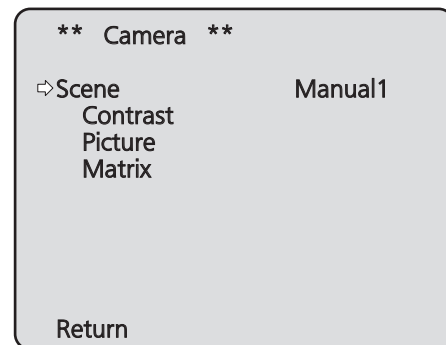 ** Camera **
⇨Scene Manual1
Contrast
Picture
Matrix
Return